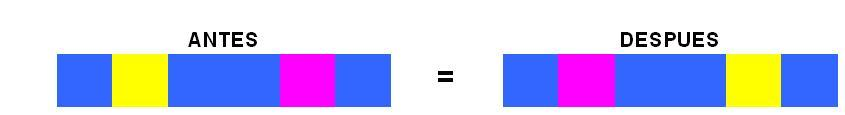 ANTES
DESPUES
=